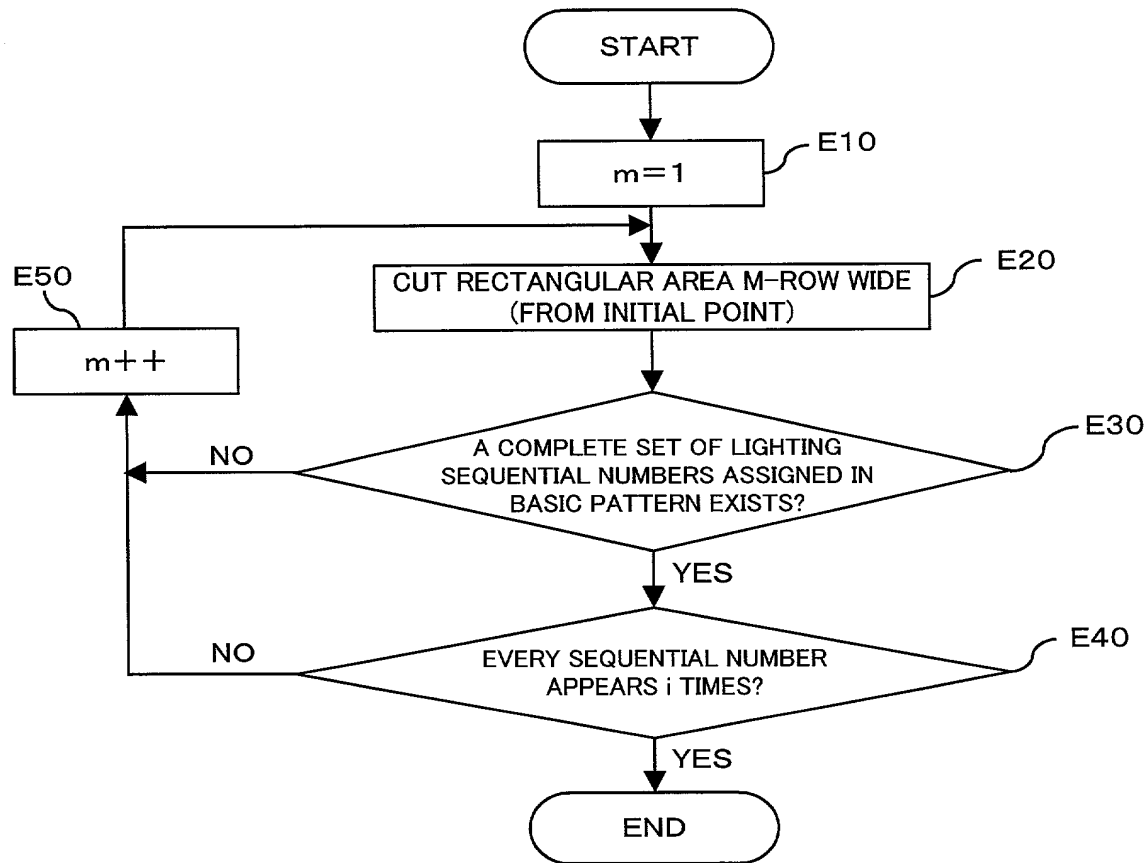 START
E10
m=1
E20
CUT RECTANGULAR AREA M-ROW WIDE
(FROM INITIAL POINT)
E50
m++
E30
NO
A COMPLETE SET OF LIGHTING
SEQUENTIAL NUMBERS ASSIGNED IN
BASIC PATTERN EXISTS?
YES
E40
NO
EVERY SEQUENTIAL NUMBER
APPEARS i TIMES?
YES
END